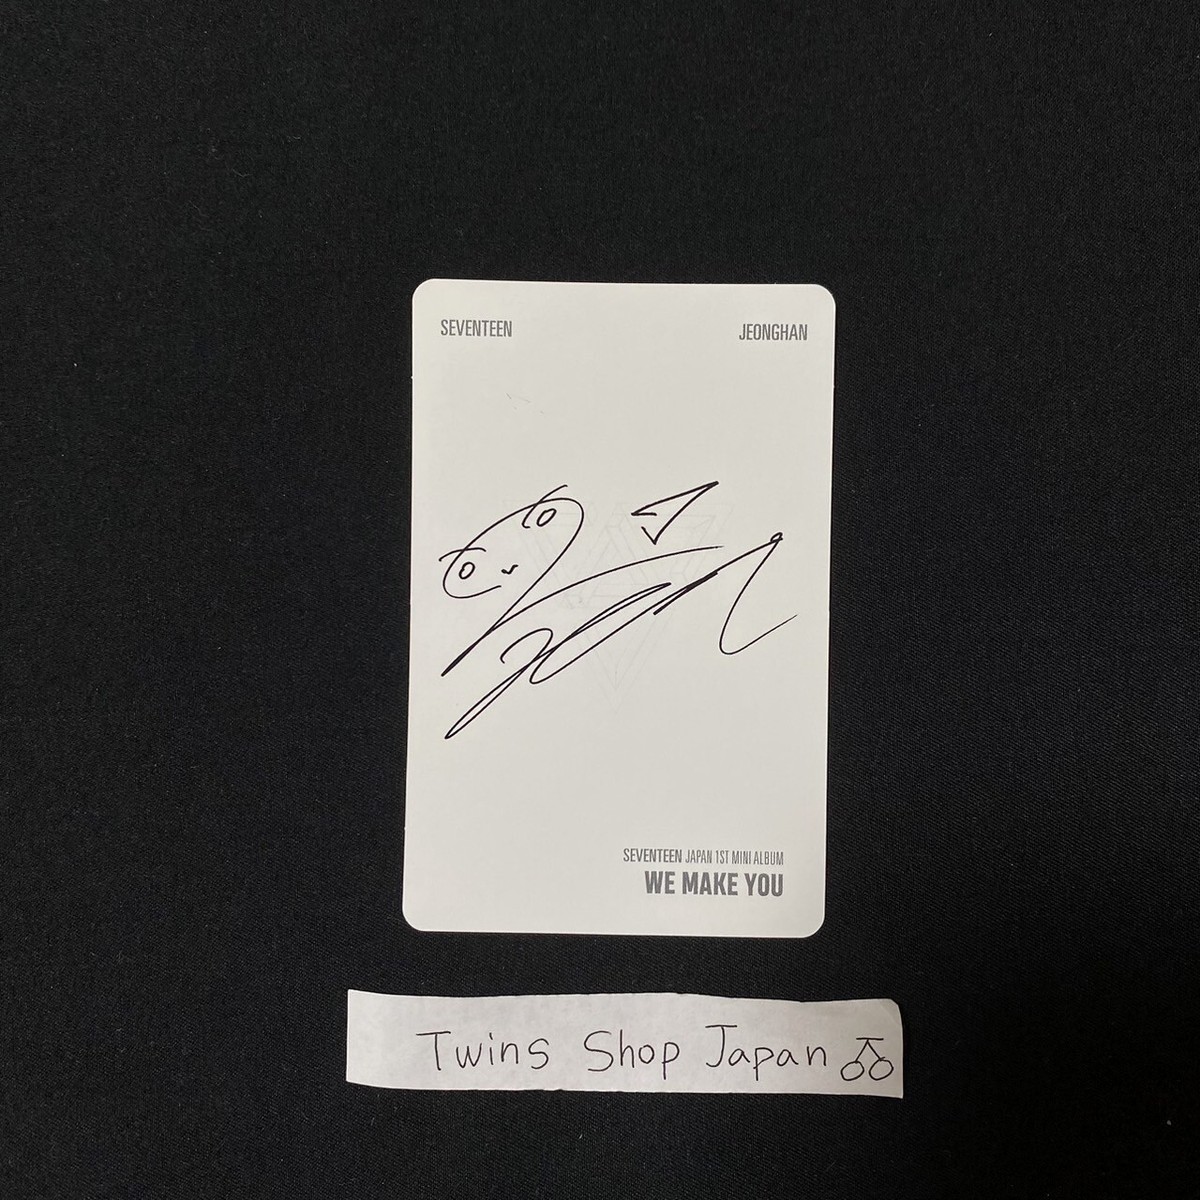 SEVENTEEN JEONGHAN
SEVENTEEN JAPAN 1ST MINI ALBUM
WE MAKE YOU
Twins Shop Japan